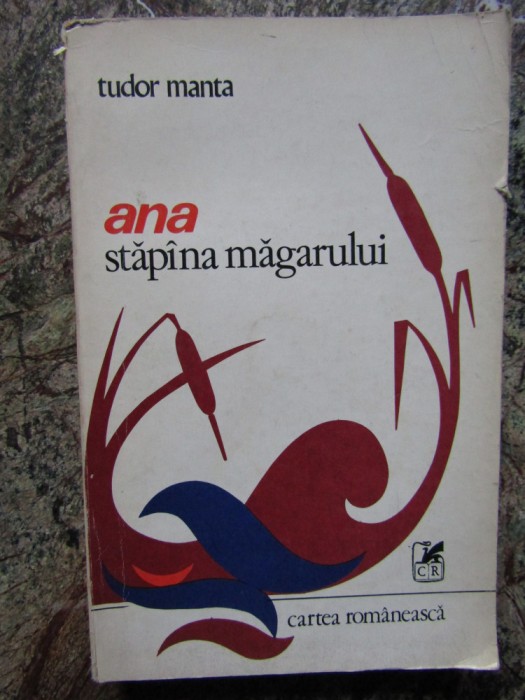 tudor manta
ana
stăpîna măgarului
CR
cartea românească